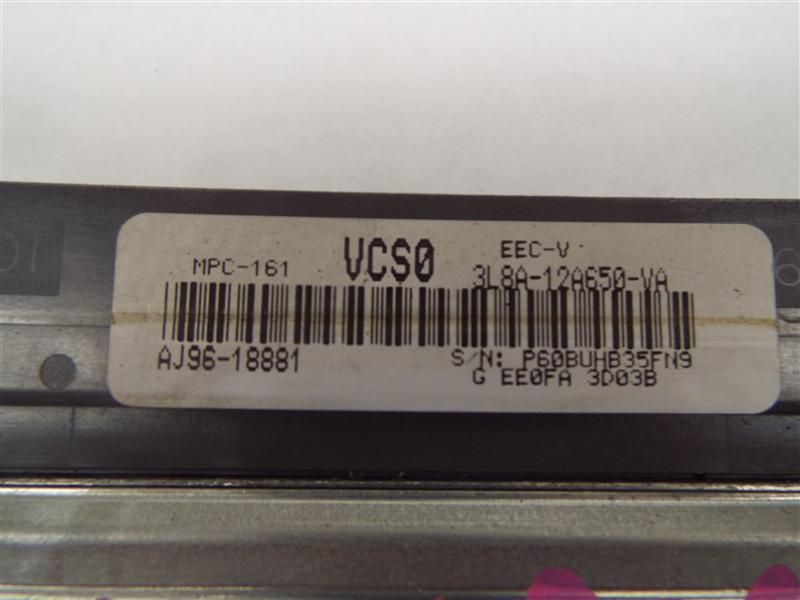 MPC-161 VCS0 EEC-V
3L8A-12A650-VA
AJ96-18881 S/N: P60BUHB35FN9
G EE0FA 3D03B